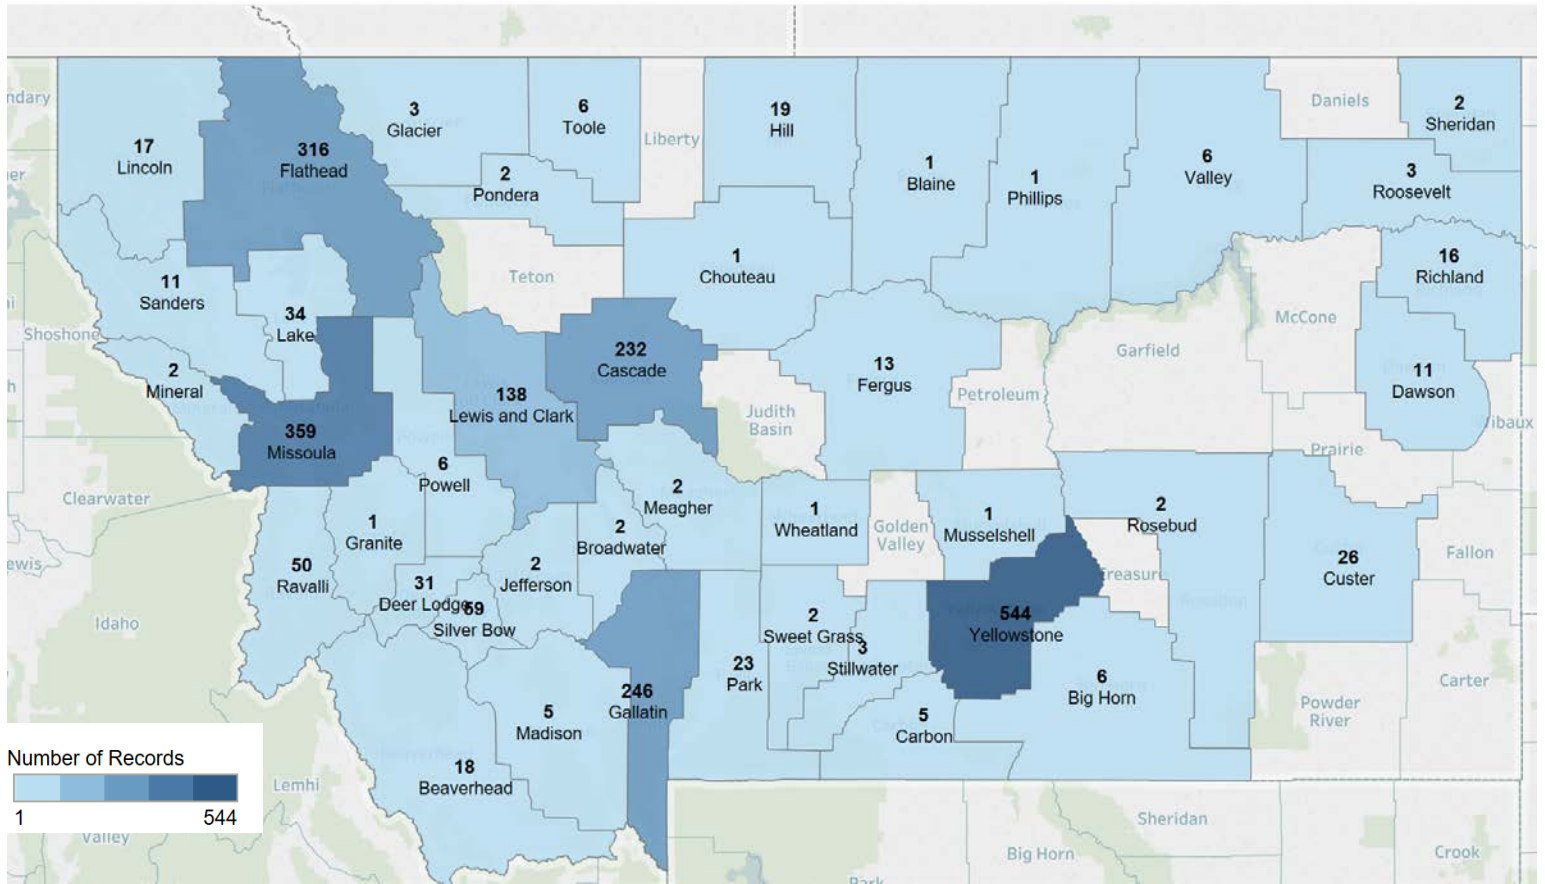 ndary
3
Glacier
6
Toole
Liberty
19
Hill
Daniels
2
Sheridan
17
Lincoln
316
Flathead
2
Pondera
1
Blaine
1
Phillips
6
Valley
3
Roosevelt
er
11
Sanders
Teton
1
Chouteau
16
Richland
34
Lake
Shoshone
McCone
232
Cascade
Garfield
2
Mineral
138
Lewis and Clark
13
Fergus
Petroleum
11
Dawson
Judith
Basin
359
Missoula
Wibaux
Prairie
6
Powell
Clearwater
2
Meagher
1
Wheatland
Golden
Valley
1
Musselshell
2
Rosebud
1
Granite
2
Broadwater
Fallon
ewis
50
Ravalli
31
Deer Lodge
2
Jefferson
Treasure
26
Custer
59
Silver Bow
Idaho
2
Sweet Grass
544
Yellowstone
3
Stillwater
23
Park
246
Gallatin
6
Big Horn
Carter
5
Madison
5
Carbon
Powder
River
18
Beaverhead
Number of Records
1 544
Lemhi
Valley
Sheridan
Big Horn
Crook
Park